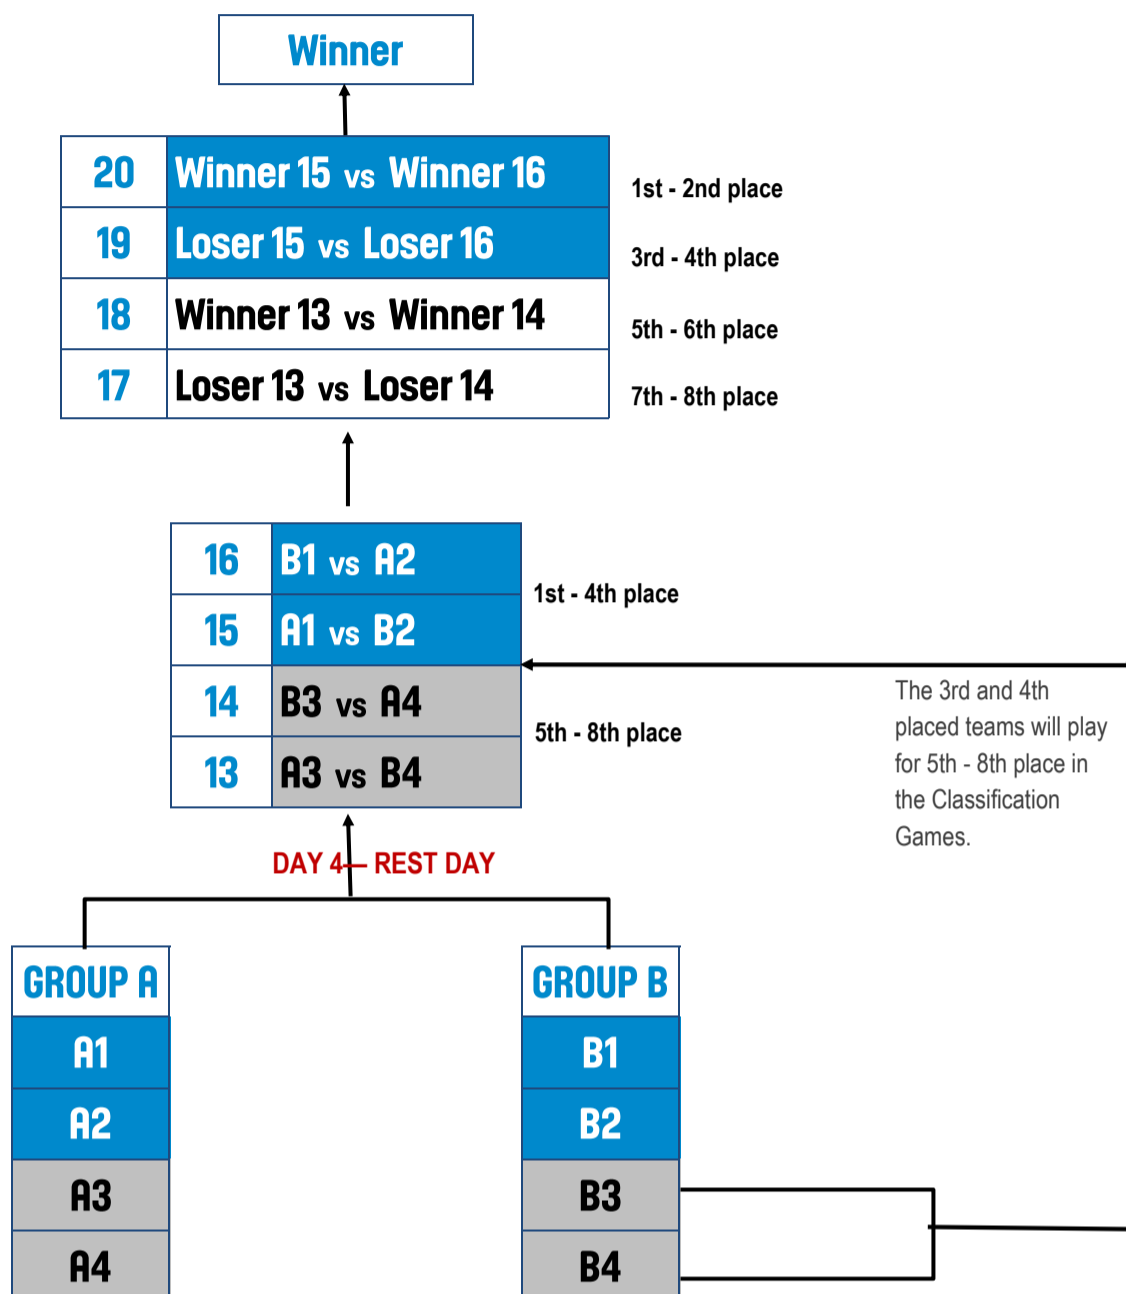 Winner
20 Winner 15 vs Winner 16 1st - 2nd place
19 Loser 15 vs Loser 16 3rd - 4th place
18 Winner 13 vs Winner 14 5th - 6th place
17 Loser 13 vs Loser 14 7th - 8th place
16 B1 vs A2
1st - 4th place
15 A1 vs B2
14 B3 vs A4
5th - 8th place
13 A3 vs B4
The 3rd and 4th
placed teams will play
for 5th - 8th place in
the Classification
Games.
DAY 4— REST DAY
GROUP A
A1
A2
A3
A4
GROUP B
B1
B2
B3
B4